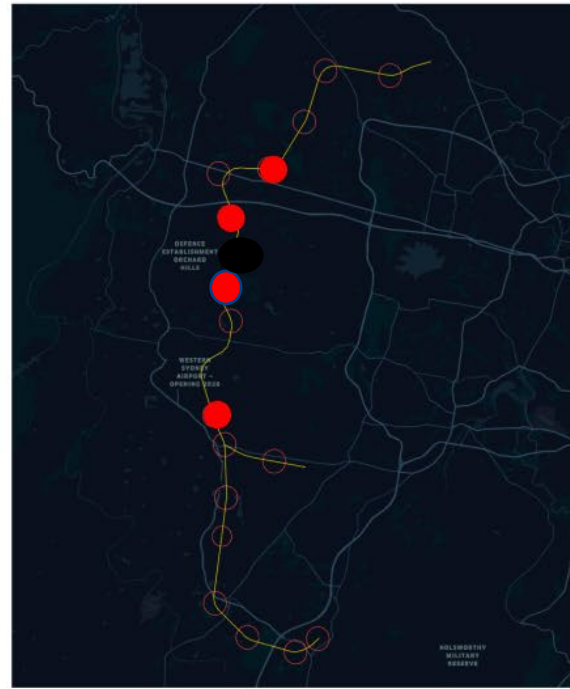 DEFENCE
ESTABLISHMENT
ORCHARD
HILLS
WESTERN
SYDNEY
AIRPORT –
OPENING 2026
HOLSWORTHY
MILITARY
RESERVE